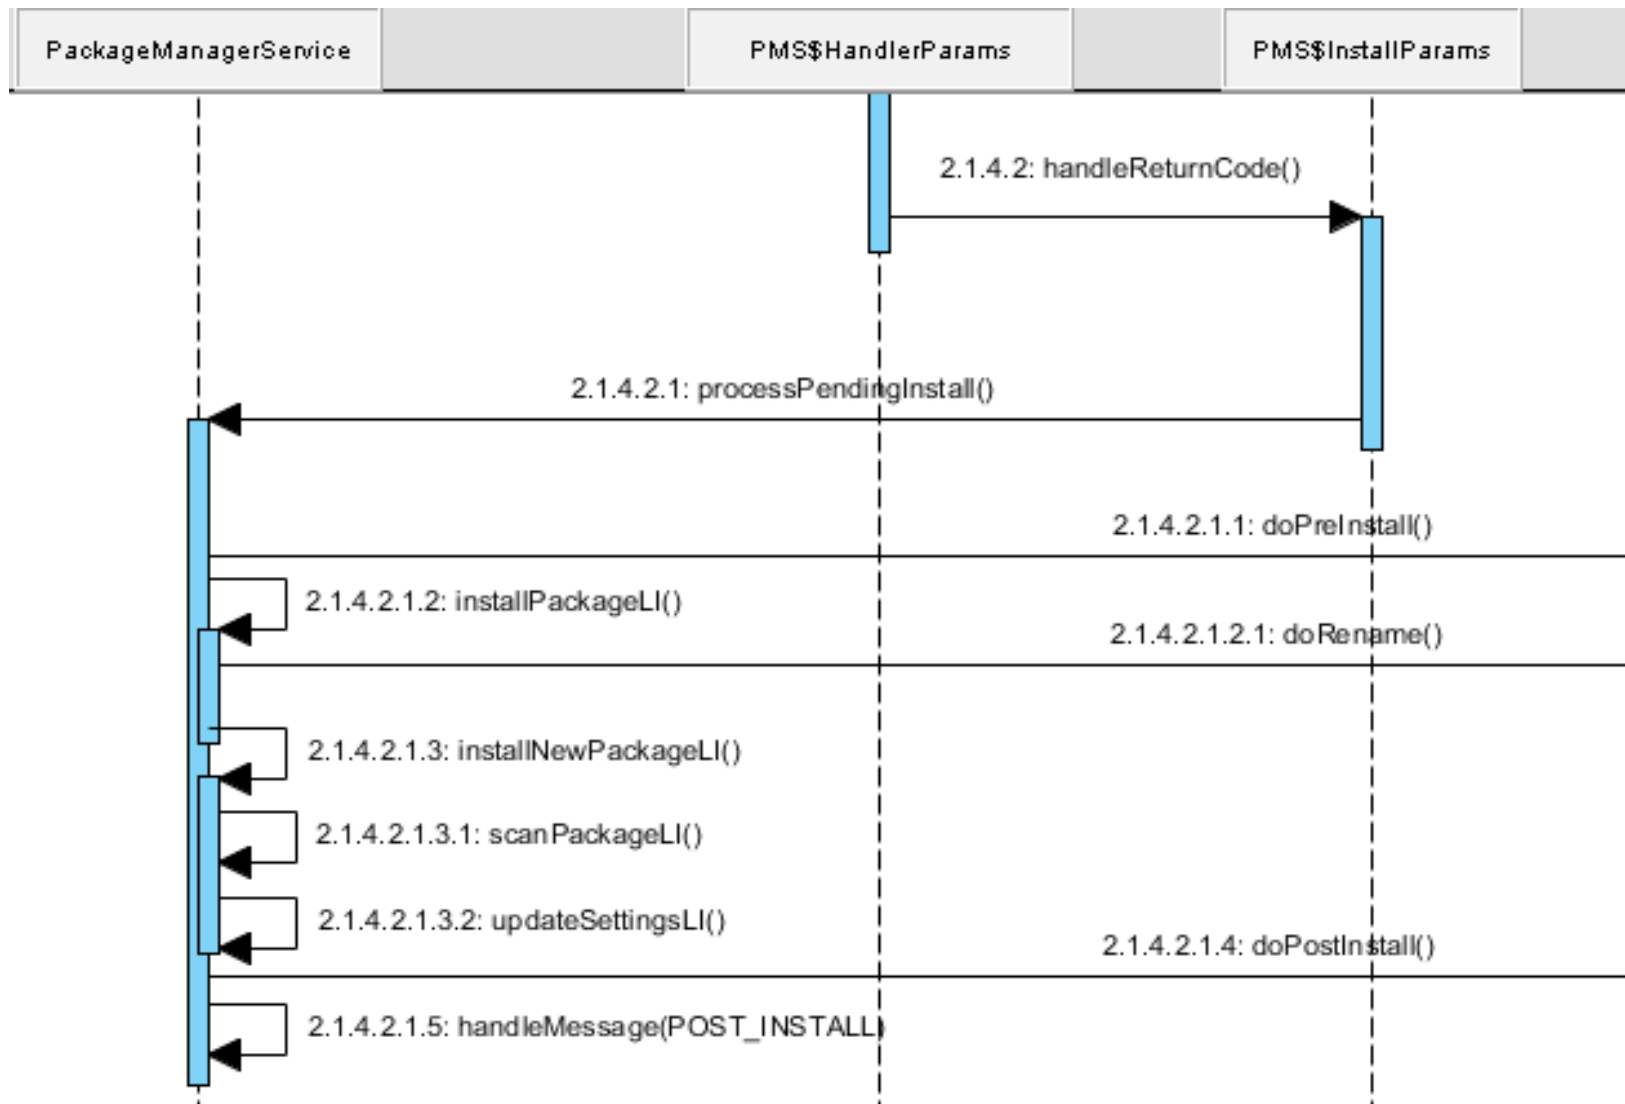 PackageManagerService
PMS$HandlerParams
PMS$InstallParams
2.1.4.2: handleReturnCode()
2.1.4.2.1: processPendingInstall()
2.1.4.2.1.1: doPreInstall()
2.1.4.2.1.2: installPackageLI()
2.1.4.2.1.2.1: doRename()
2.1.4.2.1.3: installNewPackageLI()
2.1.4.2.1.3.1: scanPackageLI()
2.1.4.2.1.3.2: updateSettingsLI()
2.1.4.2.1.4: doPostInstall()
2.1.4.2.1.5: handleMessage(POST_INSTALL)